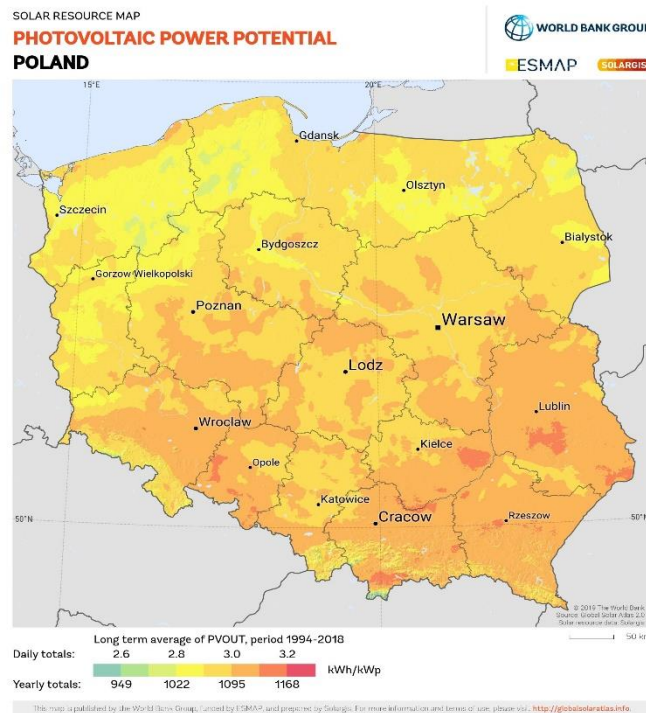 SOLAR RESOURCE MAP
PHOTOVOLTAIC POWER POTENTIAL
POLAND
WORLD BANK GROUP
ESMAP
SOLARGIS
15°E
20°E
Gdansk
Olsztyn
Szczecin
Bialystok
Bydgoszcz
Gorzow Wielkopolski
Poznan
Warsaw
Lodz
Lublin
Wroclaw
Kielce
Opole
Katowice
50°N
Cracow
Rzeszow
50°N
© 2019 The World Bank
Source: Global Solar Atlas 2.0
Solar resource data: Solargis
50 km
Long term average of PVOUT, period 1994-2018
Daily totals: 2.6 2.8 3.0 3.2
kWh/kWp
Yearly totals: 949 1022 1095 1168
This map is published by the World Bank Group, funded by ESMAP, and prepared by Solargis. For more information and terms of use, please visit http://globalsolaratlas.info.